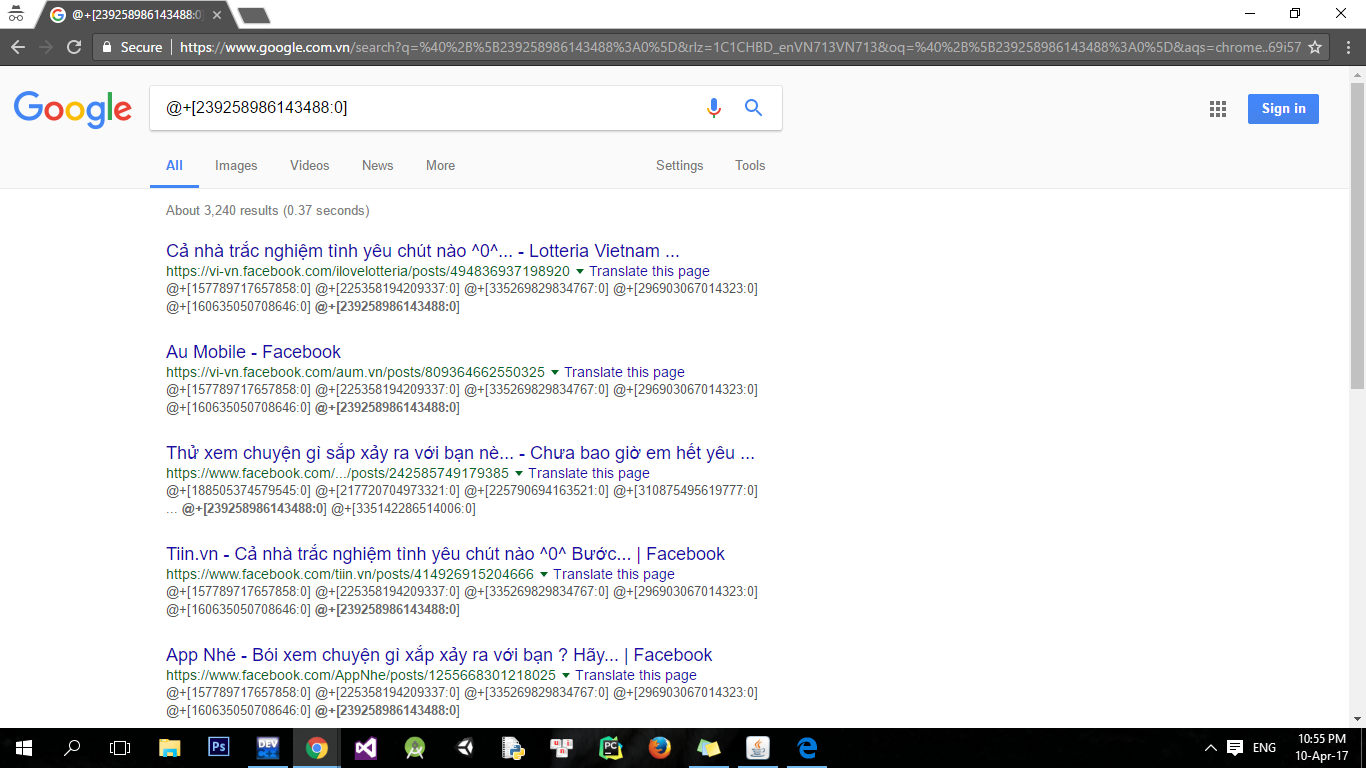 @+[239258986143488:0]
Secure
https://www.google.com.vn/search?q=%40%2B%5B239258986143488%3A0%5D&rlz=1C1CHBD_enVN713VN713&oq=%40%2B%5B239258986143488%3A0%5D&aqs=chrome..69i57
Google
@+[239258986143488:0]
Sign in
All Images Videos News More Settings Tools
About 3,240 results (0.37 seconds)
Cả nhà trắc nghiệm tình yêu chút nào ^0^... - Lotteria Vietnam ...
https://vi-vn.facebook.com/ilovelotteria/posts/494836937198920 Translate this page
@+[157789717657858:0] @+[225358194209337:0] @+[335269829834767:0] @+[296903067014323:0]
@+[160635050708646:0] @+[239258986143488:0]
Au Mobile - Facebook
https://vi-vn.facebook.com/aum.vn/posts/809364662550325 Translate this page
@+[157789717657858:0] @+[225358194209337:0] @+[335269829834767:0] @+[296903067014323:0]
@+[160635050708646:0] @+[239258986143488:0]
Thử xem chuyện gì sắp xảy ra với bạn nè... - Chưa bao giờ em hết yêu ...
https://www.facebook.com/.../posts/242585749179385 Translate this page
@+[188505374579545:0] @+[217720704973321:0] @+[225790694163521:0] @+[310875495619777:0]
... @+[239258986143488:0] @+[335142286514006:0]
Tiin.vn - Cả nhà trắc nghiệm tình yêu chút nào ^0^ Bước... | Facebook
https://www.facebook.com/tiin.vn/posts/414926915204666 Translate this page
@+[157789717657858:0] @+[225358194209337:0] @+[335269829834767:0] @+[296903067014323:0]
@+[160635050708646:0] @+[239258986143488:0]
App Nhé - Bói xem chuyện gì xắp xảy ra với bạn ? Hãy... | Facebook
https://www.facebook.com/AppNhe/posts/1255668301218025 Translate this page
@+[157789717657858:0] @+[225358194209337:0] @+[335269829834767:0] @+[296903067014323:0]
@+[160635050708646:0] @+[239258986143488:0]
Ps DEV PC ENG
10:55 PM
10-Apr-17